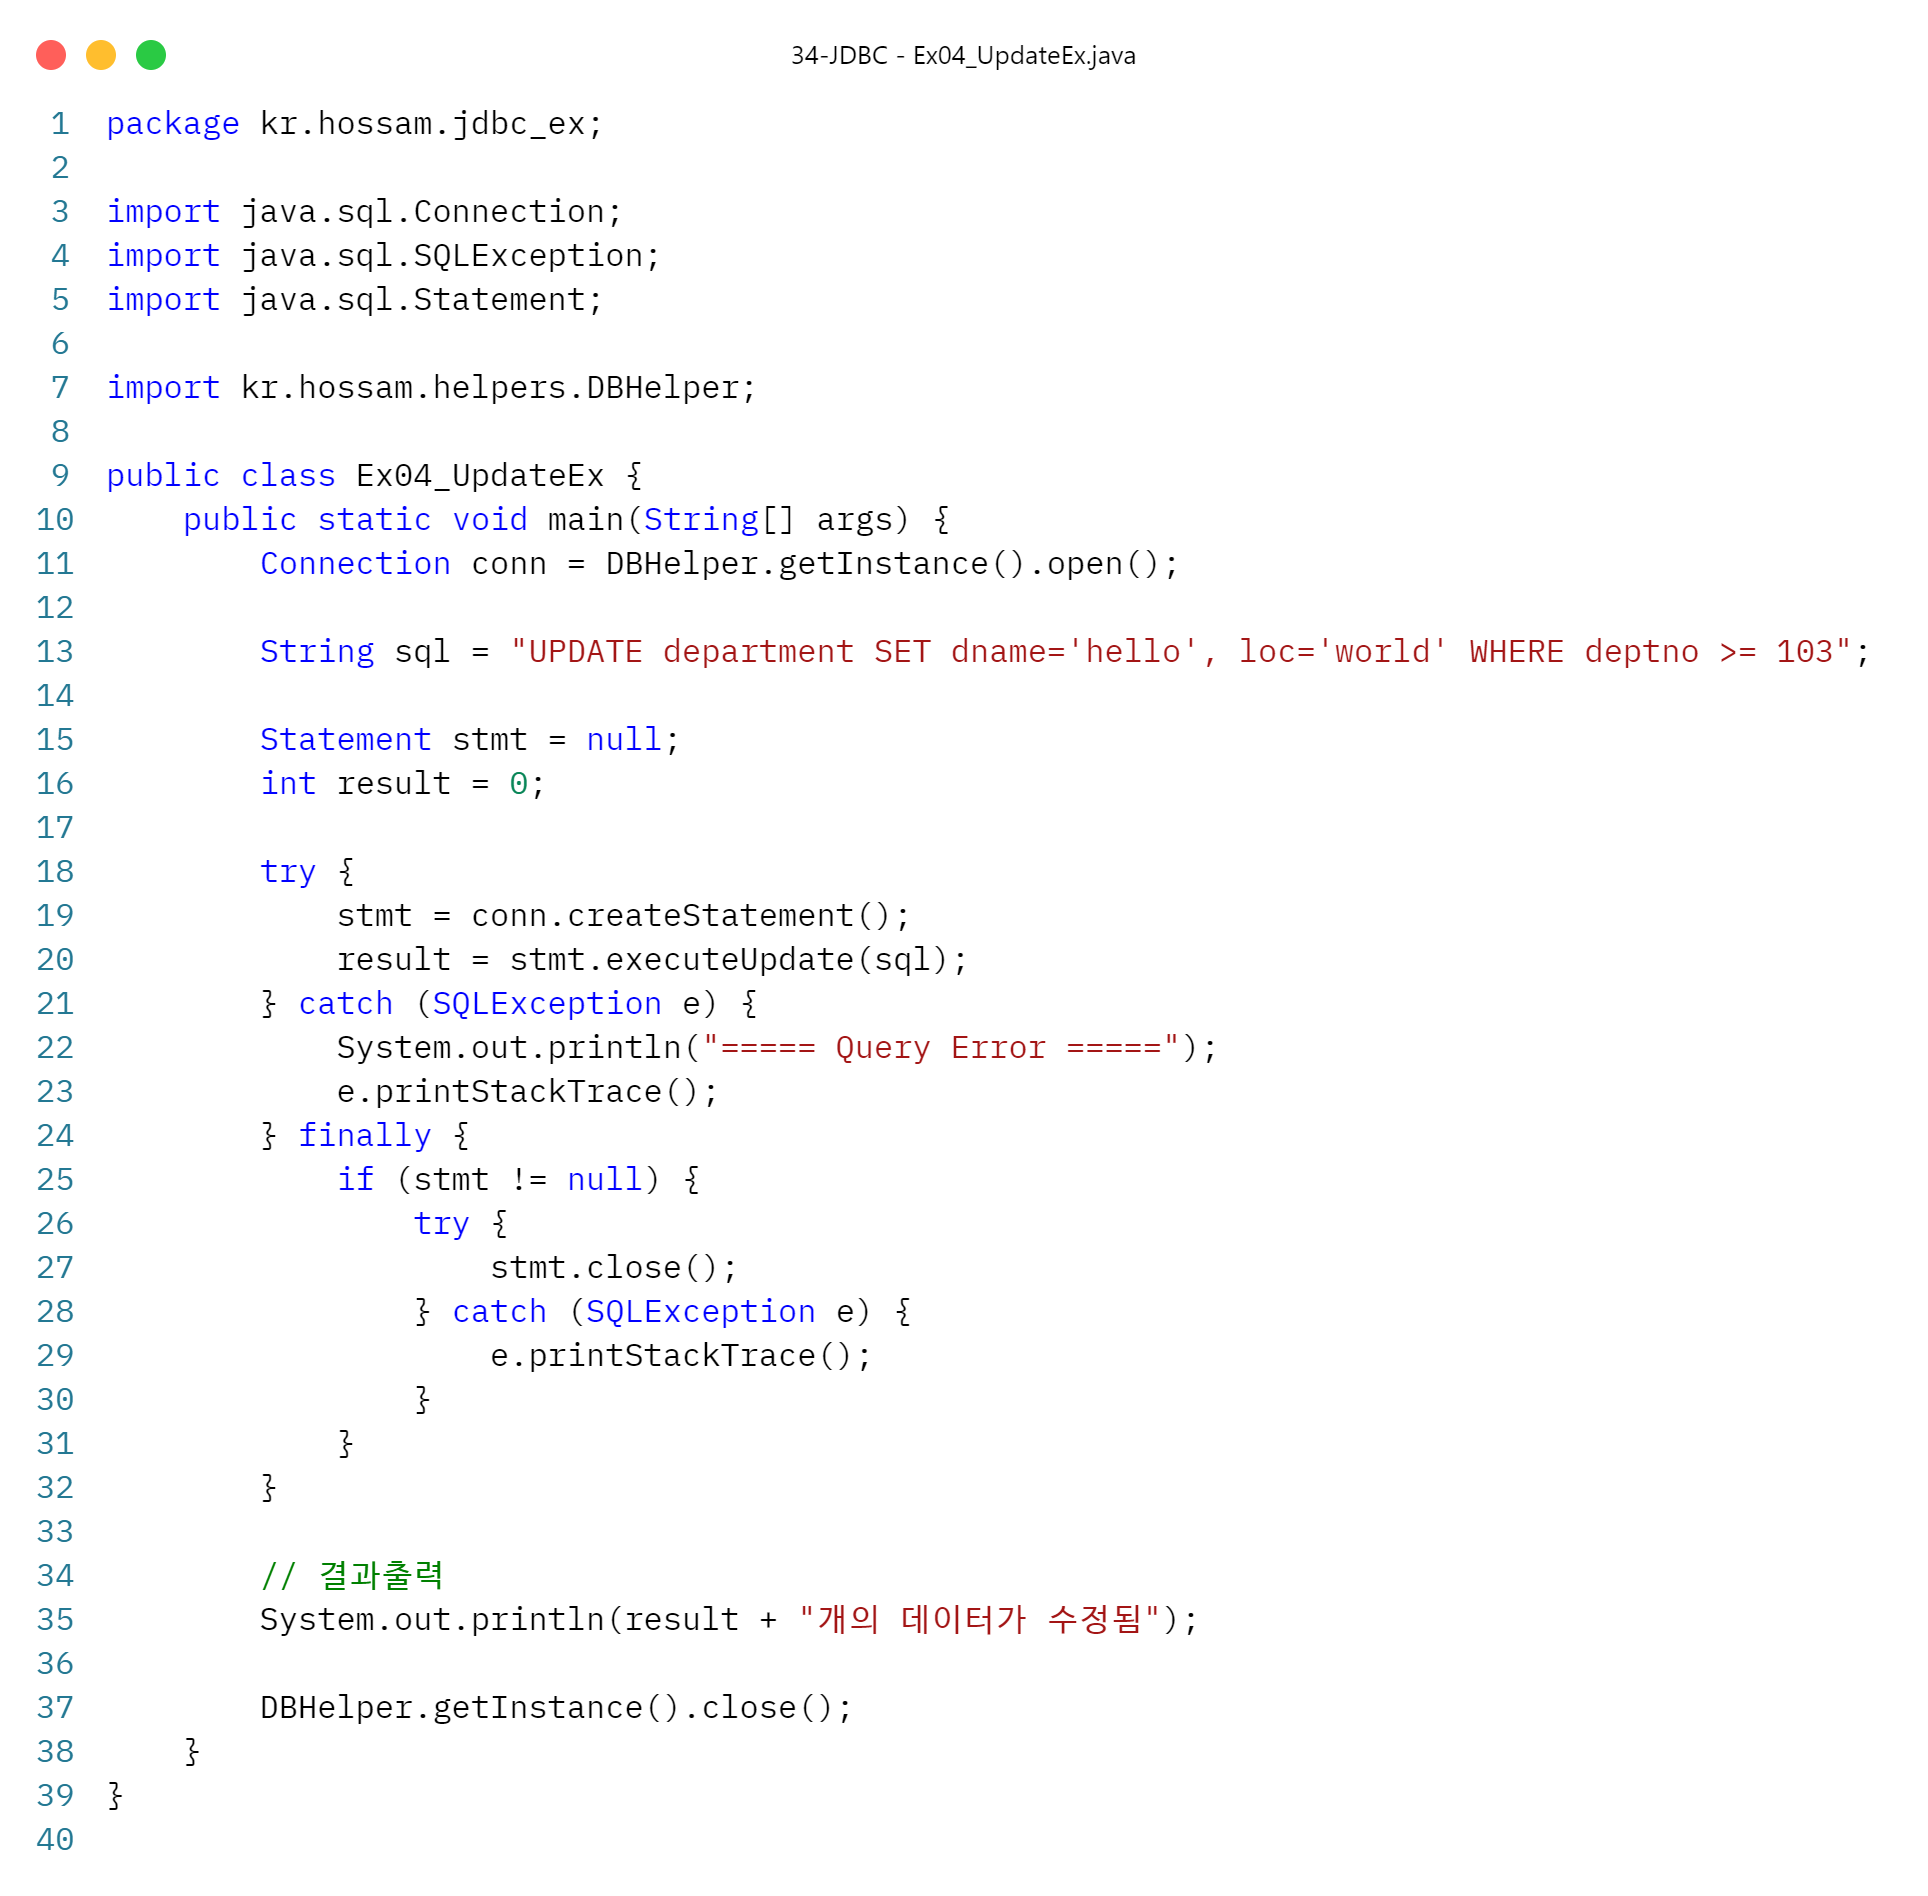 34-JDBC - Ex04_UpdateEx.java
1 package kr.hossam.jdbc_ex;
2
3 import java.sql.Connection;
4 import java.sql.SQLException;
5 import java.sql.Statement;
6
7 import kr.hossam.helpers.DBHelper;
8
9 public class Ex04_UpdateEx {
10     public static void main(String[] args) {
11         Connection conn = DBHelper.getInstance().open();
12
13         String sql = "UPDATE department SET dname='hello', loc='world' WHERE deptno >= 103";
14
15         Statement stmt = null;
16         int result = 0;
17
18         try {
19             stmt = conn.createStatement();
20             result = stmt.executeUpdate(sql);
21         } catch (SQLException e) {
22             System.out.println("===== Query Error =====");
23             e.printStackTrace();
24         } finally {
25             if (stmt != null) {
26                 try {
27                     stmt.close();
28                 } catch (SQLException e) {
29                     e.printStackTrace();
30                 }
31             }
32         }
33
34         // 결과출력
35         System.out.println(result + "개의 데이터가 수정됨");
36
37         DBHelper.getInstance().close();
38     }
39 }
40